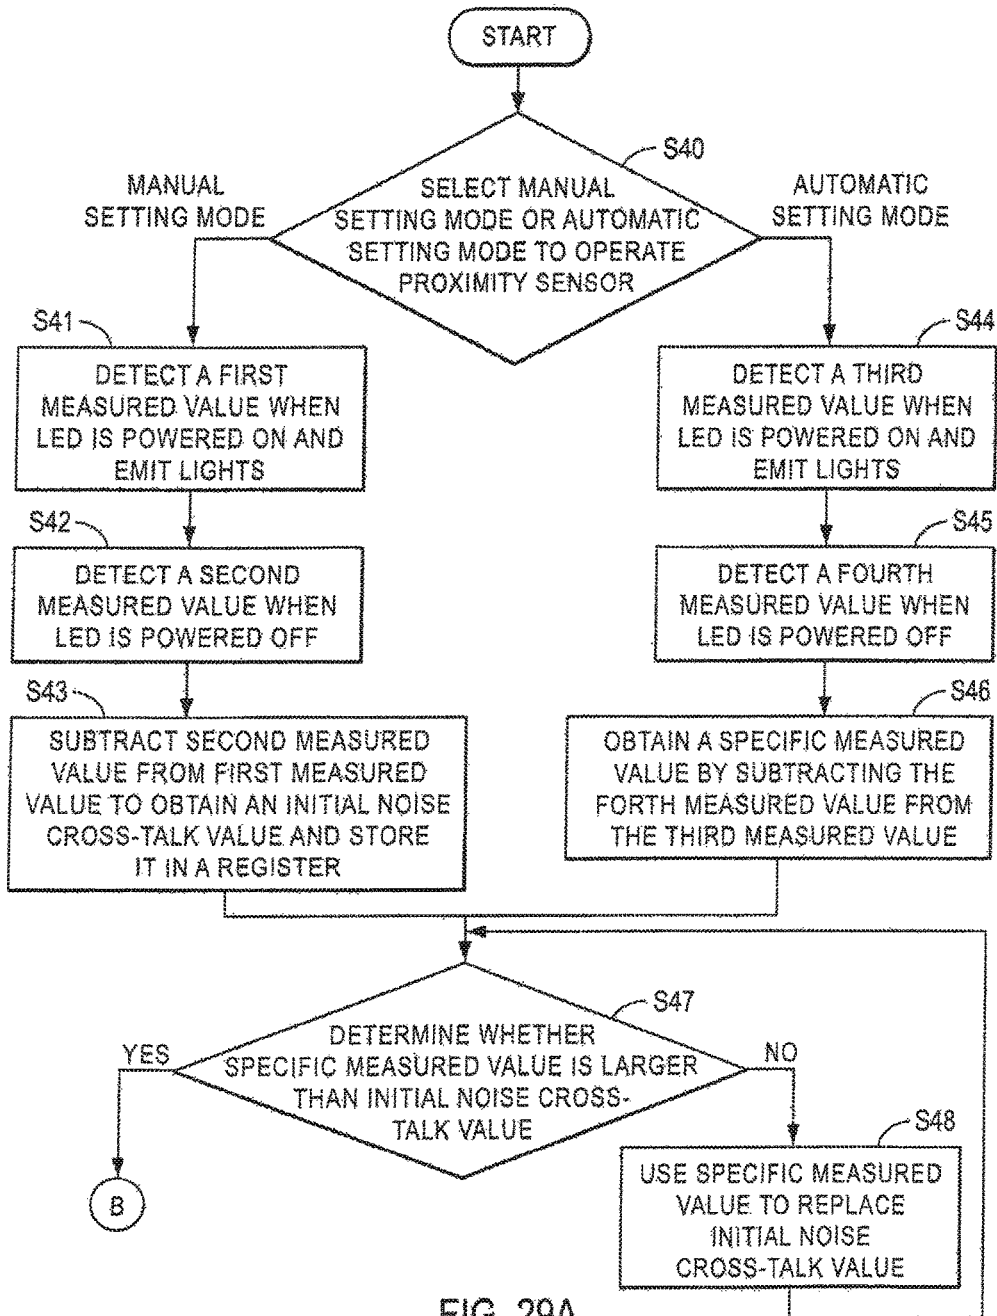 START
S40
SELECT MANUAL
SETTING MODE OR AUTOMATIC
SETTING MODE TO OPERATE
PROXIMITY SENSOR
MANUAL
SETTING MODE
AUTOMATIC
SETTING MODE
S41
DETECT A FIRST
MEASURED VALUE WHEN
LED IS POWERED ON AND
EMIT LIGHTS
S42
DETECT A SECOND
MEASURED VALUE WHEN
LED IS POWERED OFF
S43
SUBTRACT SECOND MEASURED
VALUE FROM FIRST MEASURED
VALUE TO OBTAIN AN INITIAL NOISE
CROSS-TALK VALUE AND STORE
IT IN A REGISTER
S44
DETECT A THIRD
MEASURED VALUE WHEN
LED IS POWERED ON AND
EMIT LIGHTS
S45
DETECT A FOURTH
MEASURED VALUE WHEN
LED IS POWERED OFF
S46
OBTAIN A SPECIFIC MEASURED
VALUE BY SUBTRACTING THE
FORTH MEASURED VALUE FROM
THE THIRD MEASURED VALUE
S47
DETERMINE WHETHER
SPECIFIC MEASURED VALUE IS LARGER
THAN INITIAL NOISE CROSS-
TALK VALUE
YES
NO
B
S48
USE SPECIFIC MEASURED
VALUE TO REPLACE
INITIAL NOISE
CROSS-TALK VALUE
FIG. 29A